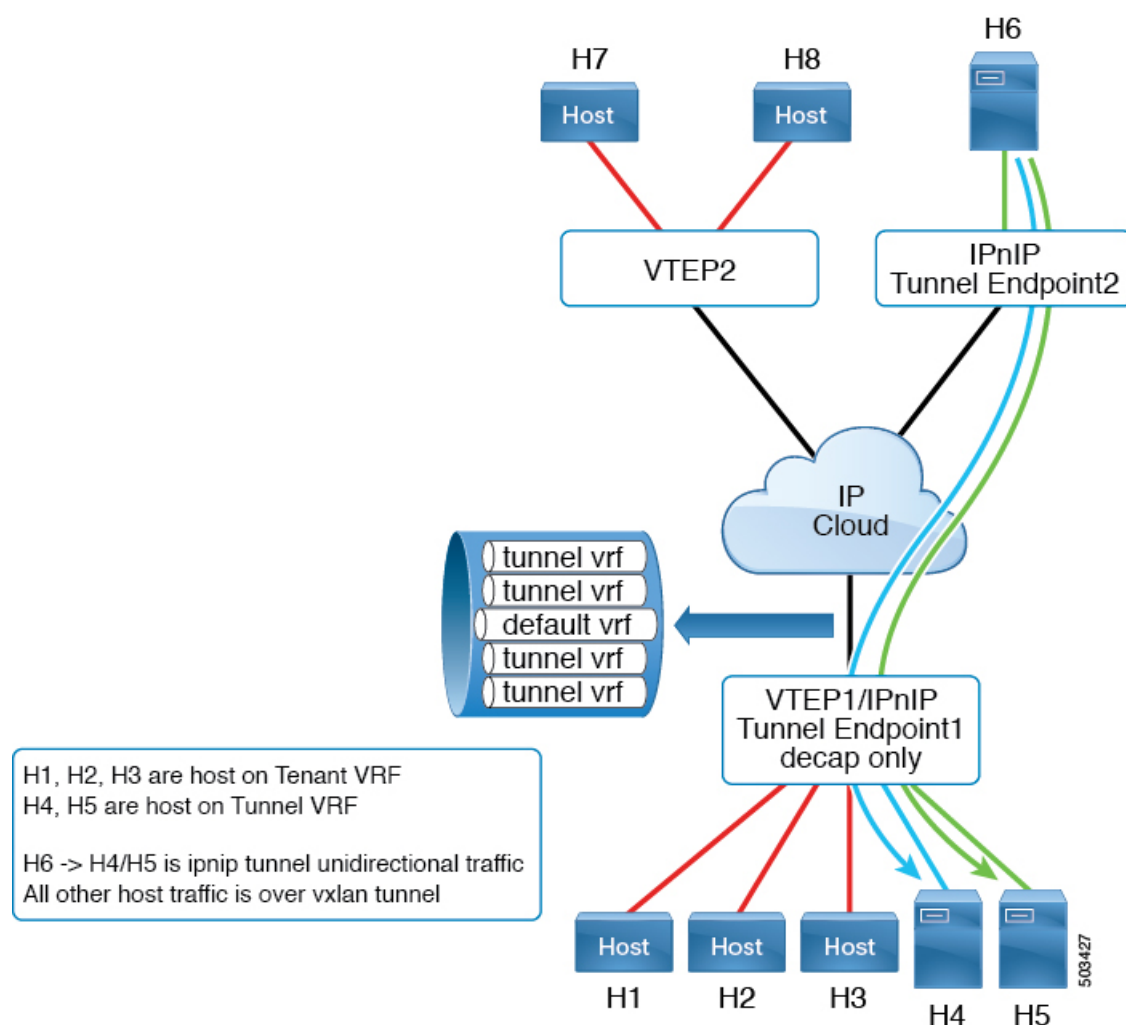 H7
H8
H6
Host
Host
VTEP2
IPnIP
Tunnel Endpoint2
IP
Cloud
tunnel vrf
tunnel vrf
default vrf
tunnel vrf
tunnel vrf
VTEP1/IPnIP
Tunnel Endpoint1
decap only
H1, H2, H3 are host on Tenant VRF
H4, H5 are host on Tunnel VRF
H6 -> H4/H5 is ipnip tunnel unidirectional traffic
All other host traffic is over vxlan tunnel
Host
Host
Host
H1
H2
H3
H4
H5
503427